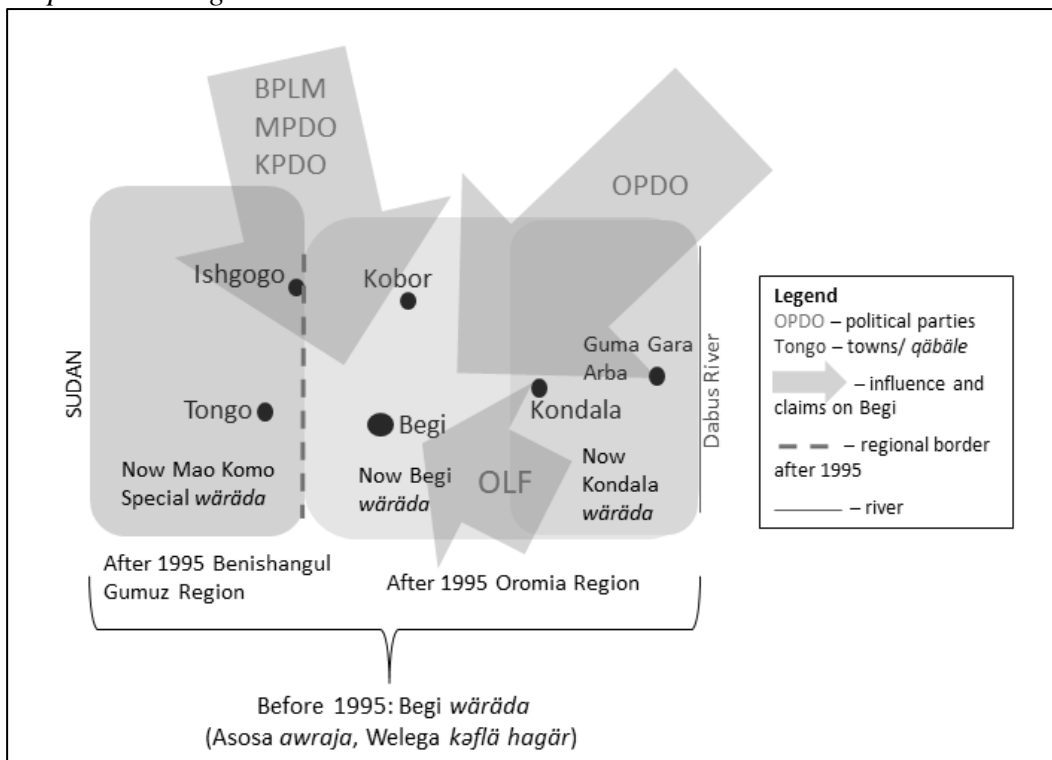 BPLM
MPDO
KPDO
OPDO
Ishgogo
Kobor
Guma Gara
Arba
SUDAN
Dabus River
Tongo
Begi
Kondala
OLF
Now Mao Komo
Special wäräda
Now Begi
wäräda
Now
Kondala
wäräda
After 1995 Benishangul
Gumuz Region
After 1995 Oromia Region
Before 1995: Begi wäräda
(Asosa awraja, Welega kəflä hagär)
Legend
OPDO – political parties
Tongo – towns/ qäbäle
– influence and
claims on Begi
– regional border
after 1995
– river